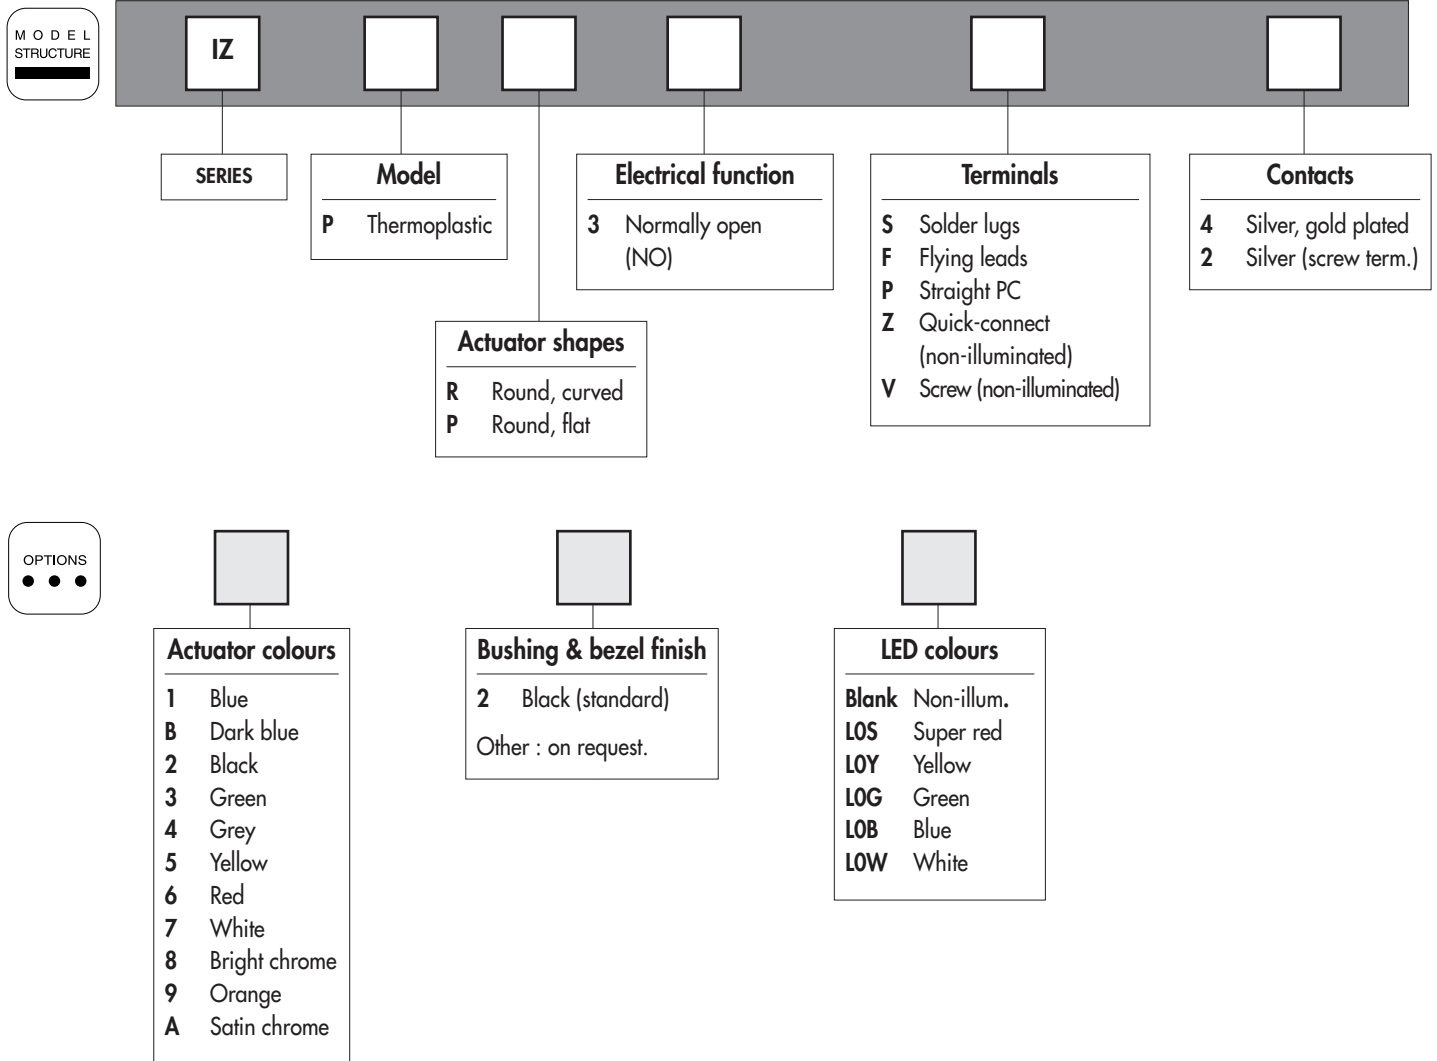 MODEL
STRUCTURE
IZ
SERIES
Model
P Thermoplastic
Actuator shapes
R Round, curved
P Round, flat
Electrical function
3 Normally open
(NO)
Terminals
S Solder lugs
F Flying leads
P Straight PC
Z Quick-connect
(non-illuminated)
V Screw (non-illuminated)
Contacts
4 Silver, gold plated
2 Silver (screw term.)
OPTIONS
Actuator colours
1 Blue
B Dark blue
2 Black
3 Green
4 Grey
5 Yellow
6 Red
7 White
8 Bright chrome
9 Orange
A Satin chrome
Bushing & bezel finish
2 Black (standard)
Other : on request.
LED colours
Blank Non-illum.
L0S Super red
L0Y Yellow
L0G Green
L0B Blue
L0W White